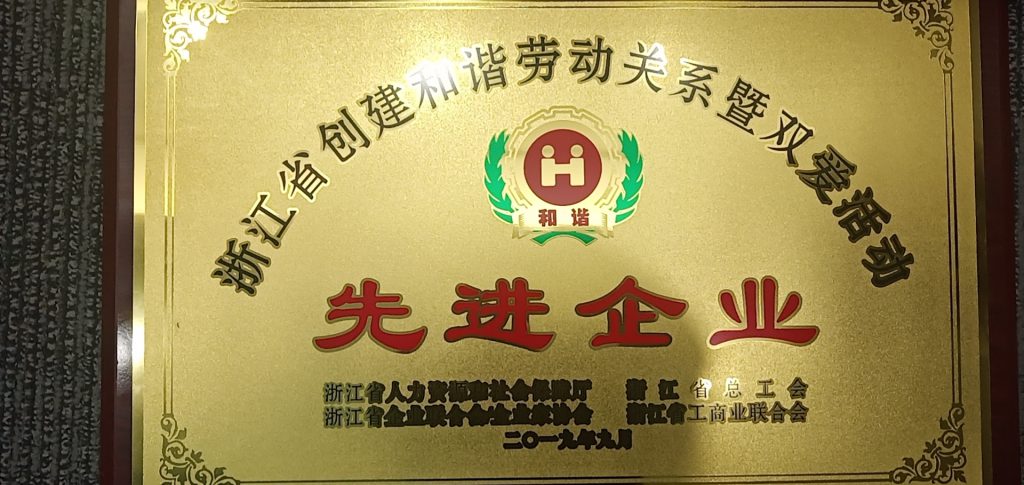 浙江省创建和谐劳动关系暨双爱活动
和谐
先进企业
浙江省人力资源和社会保障厅 浙江省总工会
浙江省企业联合会企业家协会 浙江省工商业联合会
二〇一九年九月